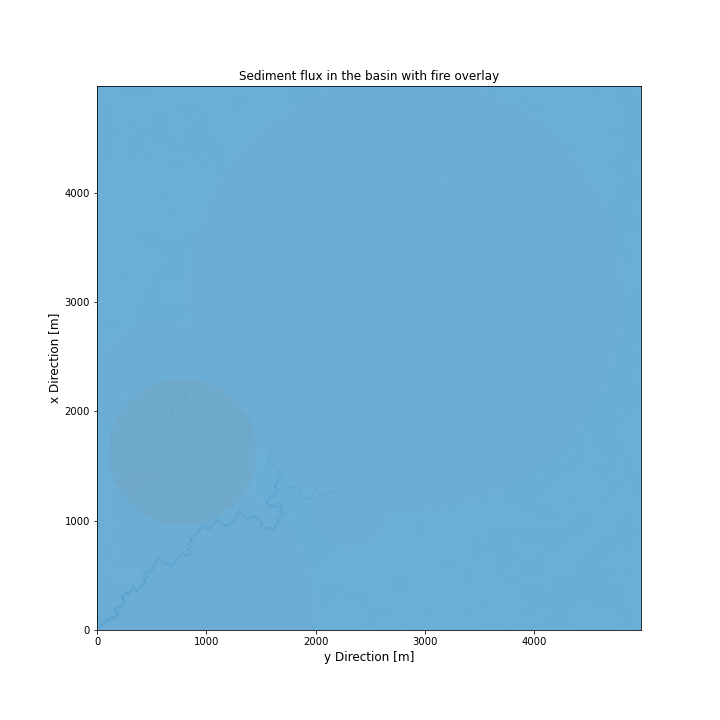 Sediment flux in the basin with fire overlay
x Direction [m]
4000
3000
2000
1000
0
0 1000 2000 3000 4000
y Direction [m]